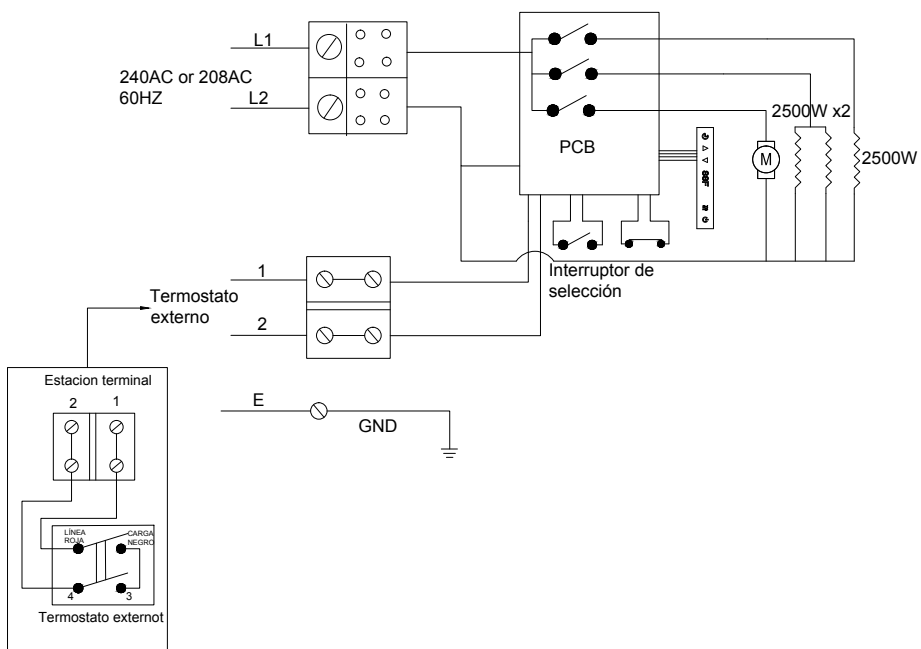 L1
240AC or 208AC
60HZ
L2
PCB
2500W x2
M
2500W
1
Termostato
externo
2
Interruptor de
selección
Estacion terminal
2 1
E
GND
LÍNEA
ROJA
CARGA
NEGRO
4 3
Termostato externot